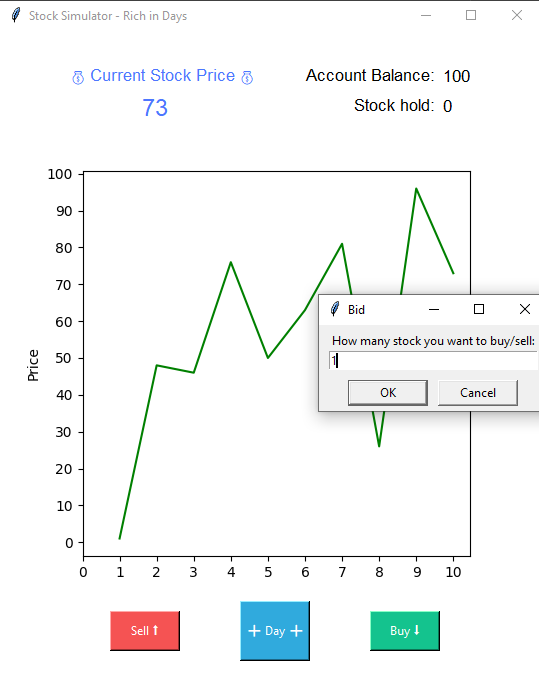 Stock Simulator - Rich in Days
💰 Current Stock Price 💰
73
Account Balance: 100
Stock hold: 0
100
90
80
70
60
50
40
30
20
10
0
Price
0 1 2 3 4 5 6 7 8 9 10
Bid
How many stock you want to buy/sell:
1
OK Cancel
Sell ⬆
+ Day +
Buy ⬇